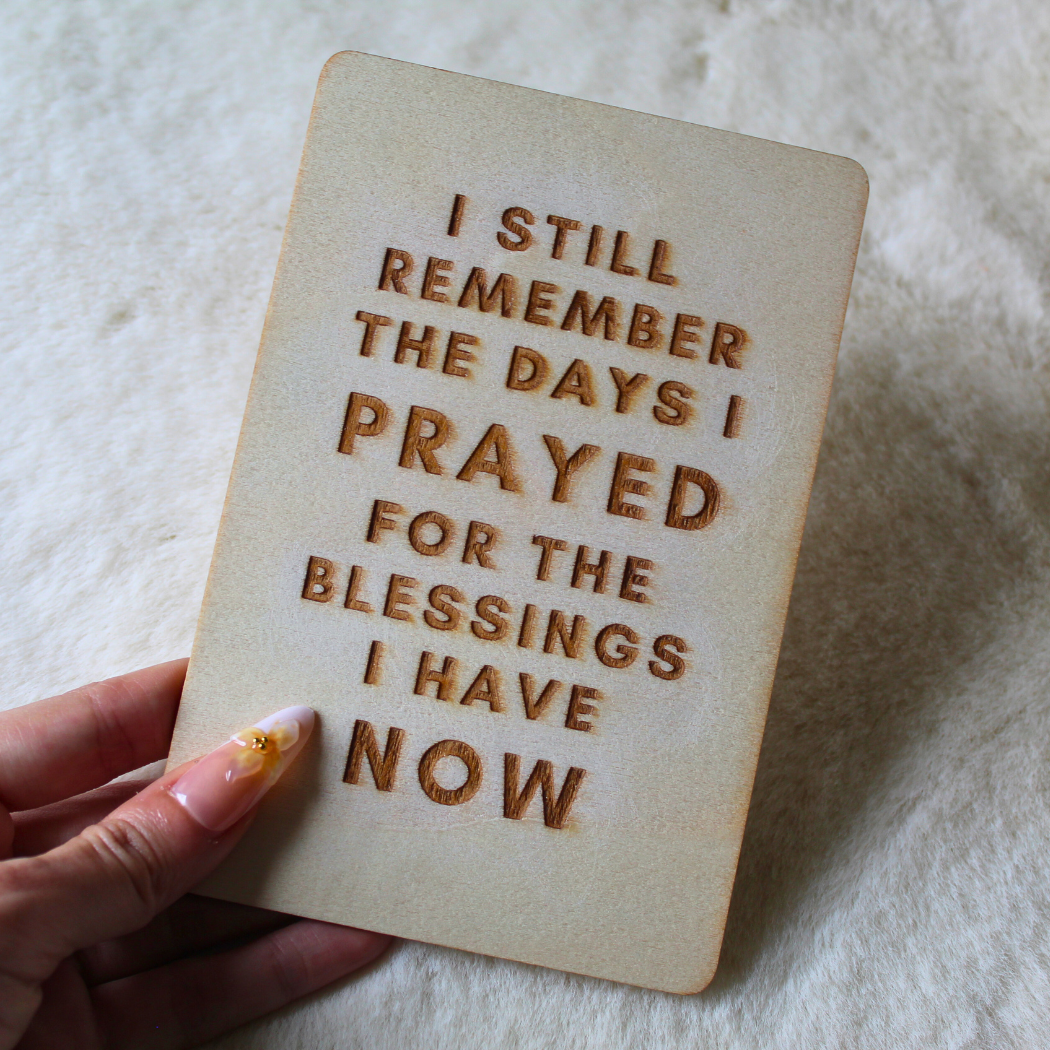 I STILL
REMEMBER
THE DAYS I
PRAYED
FOR THE
BLESSINGS
I HAVE
NOW